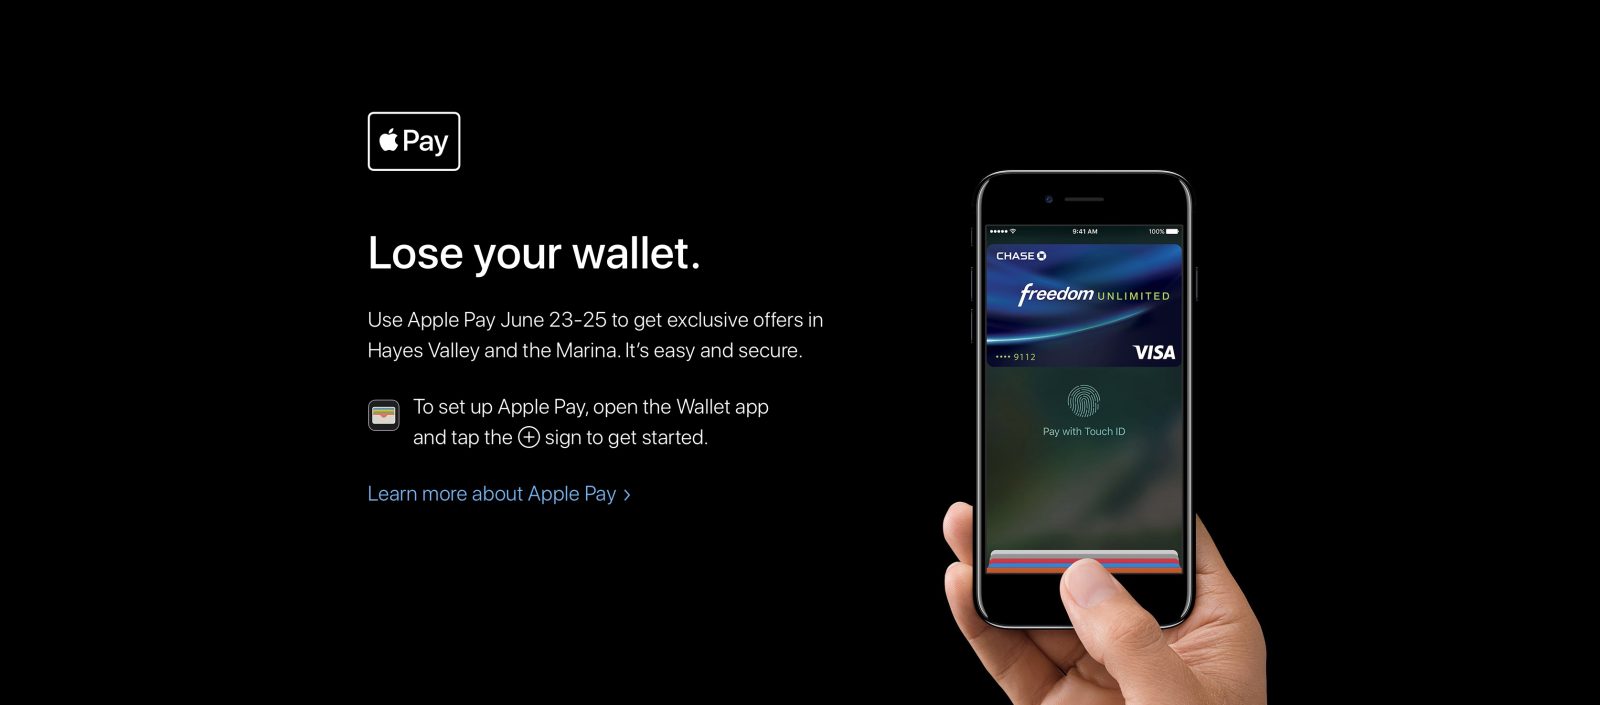 Pay
Lose your wallet.
Use Apple Pay June 23-25 to get exclusive offers in
Hayes Valley and the Marina. It's easy and secure.
To set up Apple Pay, open the Wallet app
and tap the + sign to get started.
Learn more about Apple Pay >
9:41 AM 100%
CHASE
freedom UNLIMITED
•••• 9112 VISA
Pay with Touch ID